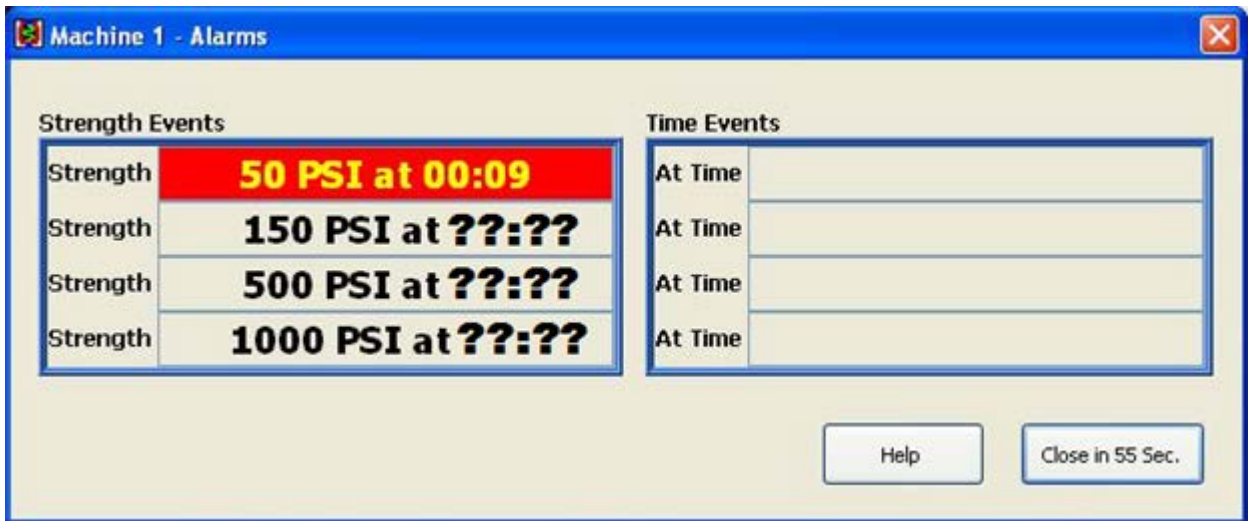 Machine 1 - Alarms
Strength Events
Strength 50 PSI at 00:09
Strength 150 PSI at ??:??
Strength 500 PSI at ??:??
Strength 1000 PSI at ??:??
Time Events
At Time
At Time
At Time
At Time
Help
Close in 55 Sec.